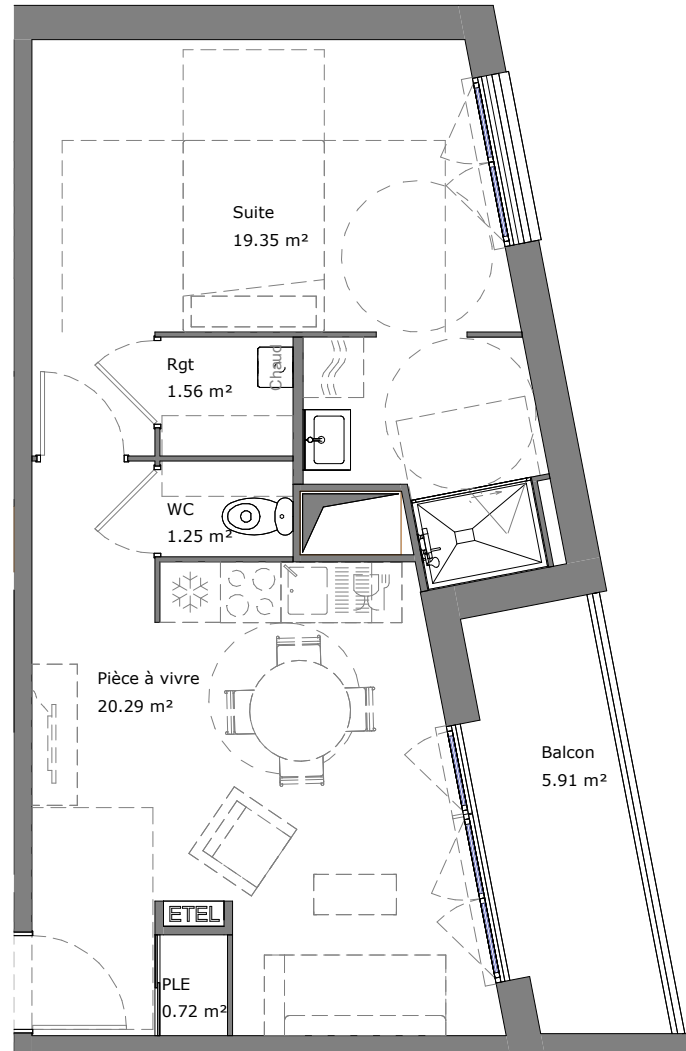 Suite
19.35 m²
Rgt
1.56 m²
Chaud
WC
1.25 m²
Pièce à vivre
20.29 m²
Balcon
5.91 m²
ETEL
PLE
0.72 m²